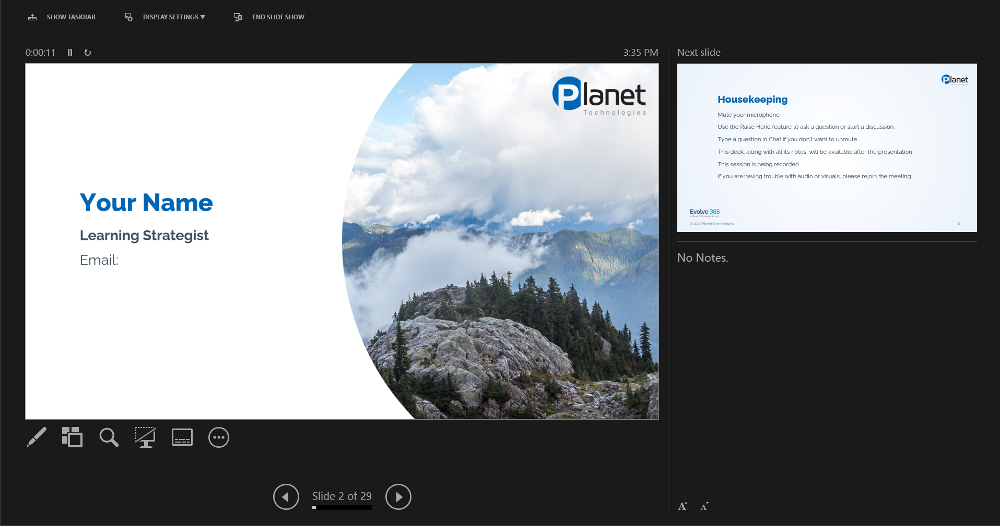 SHOW TASKBAR
DISPLAY SETTINGS
END SLIDE SHOW
0:00:11
3:35 PM
Planet
Technologies
Your Name
Learning Strategist
Email:
Slide 2 of 29
Next slide
Planet
Technologies
Housekeeping
Mute your microphone.
Use the Raise Hand feature to ask a question or start a discussion.
Type a question in Chat if you don't want to unmute.
This deck, along with all its notes, will be available after the presentation
This session is being recorded.
If you are having trouble with audio or visuals, please rejoin the meeting.
Evolve 365
A Planet Technologies Service
© 2020 Planet Technologies.
3
No Notes.
A
A